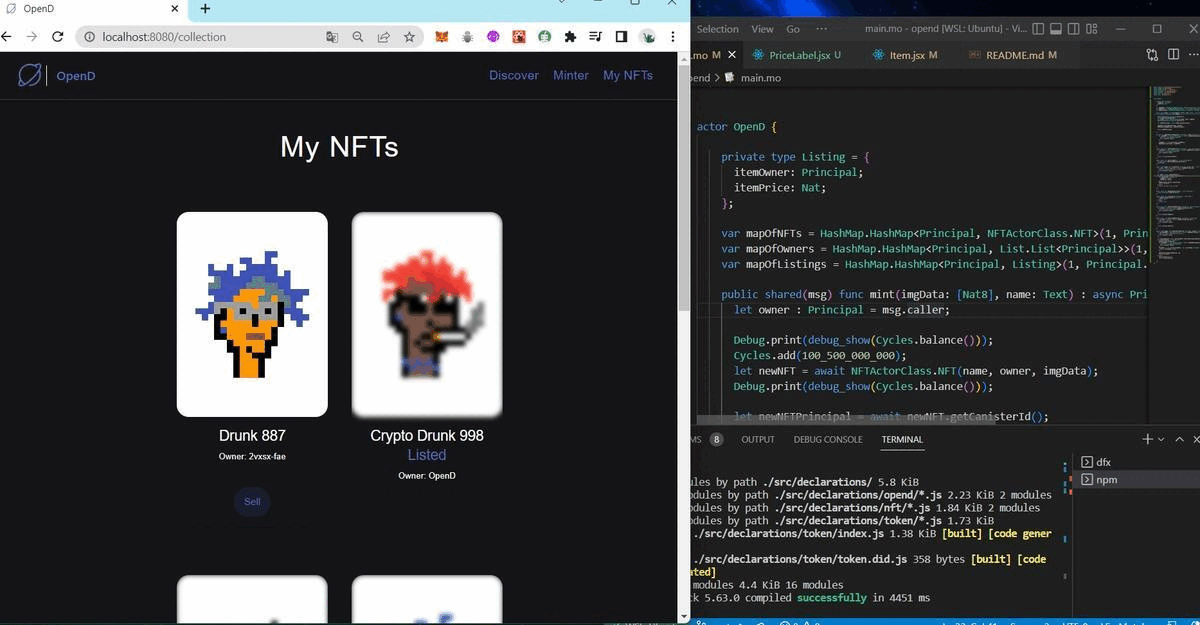 OpenD
localhost:8080/collection
OpenD
Discover Minter My NFTs
My NFTs
Drunk 887
Owner: 2vxsx-fae
Sell
Crypto Drunk 998
Listed
Owner: OpenD
Selection View Go ··· main.mo - opend [WSL: Ubuntu] - Vi...
.mo M PriceLabel.jsx U Item.jsx M README.md M
pend > main.mo
actor OpenD {
private type Listing = {
itemOwner: Principal;
itemPrice: Nat;
};
var mapOfNFTs = HashMap.HashMap<Principal, NFTActorClass.NFT>(1, Prin
var mapOfOwners = HashMap.HashMap<Principal, List.List<Principal>>(1,
var mapOfListings = HashMap.HashMap<Principal, Listing>(1, Principal.
public shared(msg) func mint(imgData: [Nat8], name: Text) : async Pri
let owner : Principal = msg.caller;
Debug.print(debug_show(Cycles.balance()));
Cycles.add(100_500_000_000);
let newNFT = await NFTActorClass.NFT(name, owner, imgData);
Debug.print(debug_show(Cycles.balance()));
let newNFTPrincipal = await newNFT.getCanisterId();
MS 8 OUTPUT DEBUG CONSOLE TERMINAL
dfx
npm
ules by path ./src/declarations/ 5.8 KiB
odules by path ./src/declarations/opend/*.js 2.23 KiB 2 modules
odules by path ./src/declarations/nft/*.js 1.84 KiB 2 modules
odules by path ./src/declarations/token/*.js 1.73 KiB
./src/declarations/token/index.js 1.38 KiB [built] [code gener
./src/declarations/token/token.did.js 358 bytes [built] [code
ated]
modules 4.4 KiB 16 modules
ck 5.63.0 compiled successfully in 4451 ms